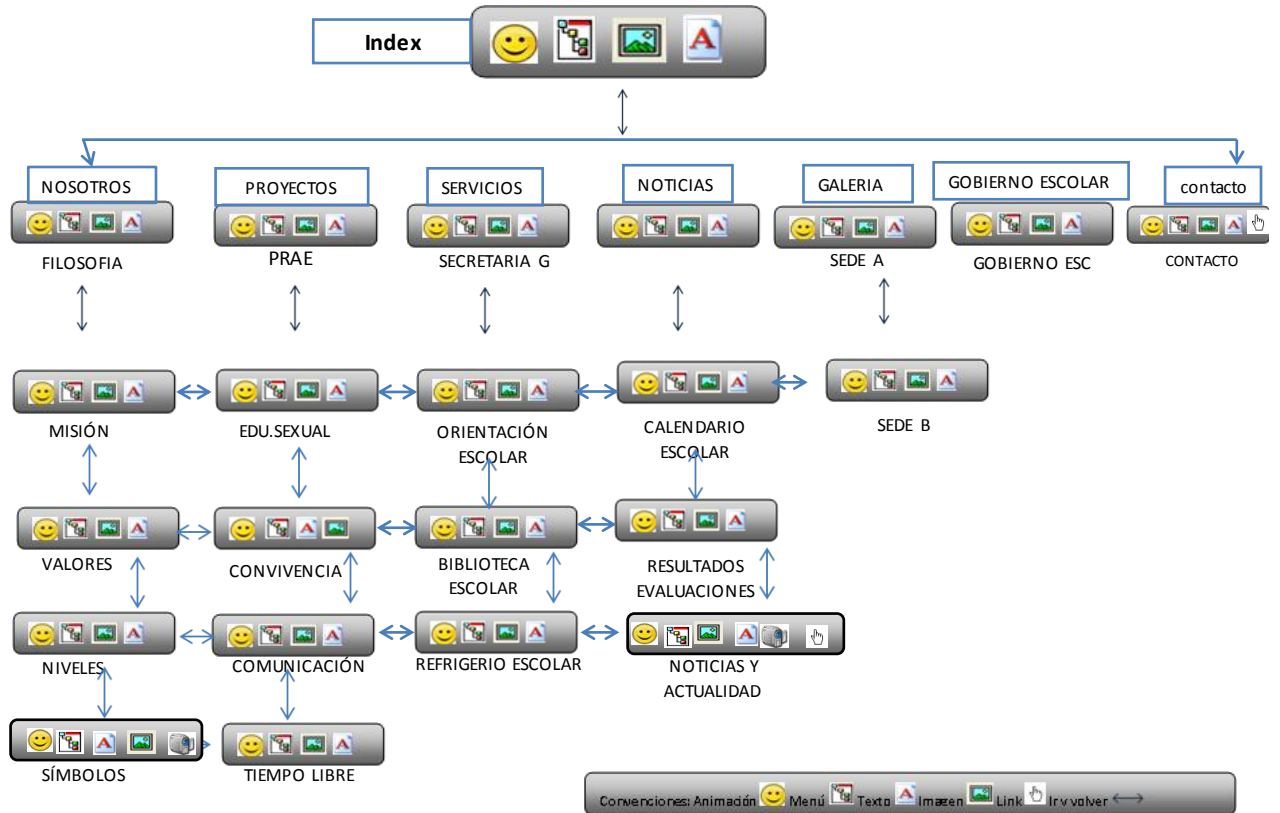 Index
NOSOTROS
PROYECTOS
SERVICIOS
NOTICIAS
GALERIA
GOBIERNO ESCOLAR
contacto
FILOSOFIA
PRAE
SECRETARIA G
SEDE A
GOBIERNO ESC
CONTACTO
MISIÓN
EDU.SEXUAL
ORIENTACIÓN
ESCOLAR
CALENDARIO
ESCOLAR
SEDE B
VALORES
CONVIVENCIA
BIBLIOTECA
ESCOLAR
RESULTADOS
EVALUACIONES
NIVELES
COMUNICACIÓN
REFRIGERIO ESCOLAR
NOTICIAS Y
ACTUALIDAD
SÍMBOLOS
TIEMPO LIBRE
Convenciones: Animación Menú Texto Imagen Link Ir y volver